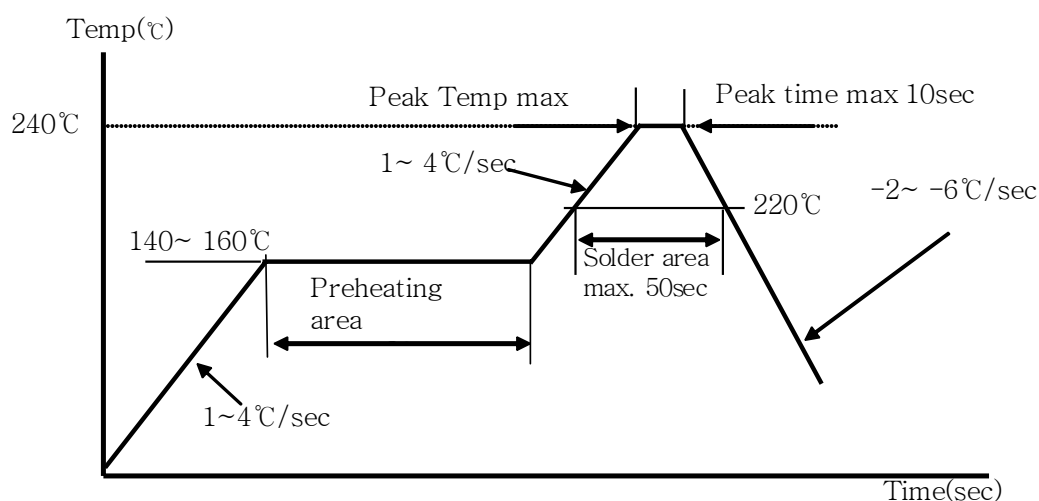 Temp(℃)
Peak Temp max
Peak time max 10sec
240℃
1~ 4℃/sec
-2~ -6℃/sec
220℃
140~ 160℃
Solder area
max. 50sec
Preheating
area
1~4℃/sec
Time(sec)